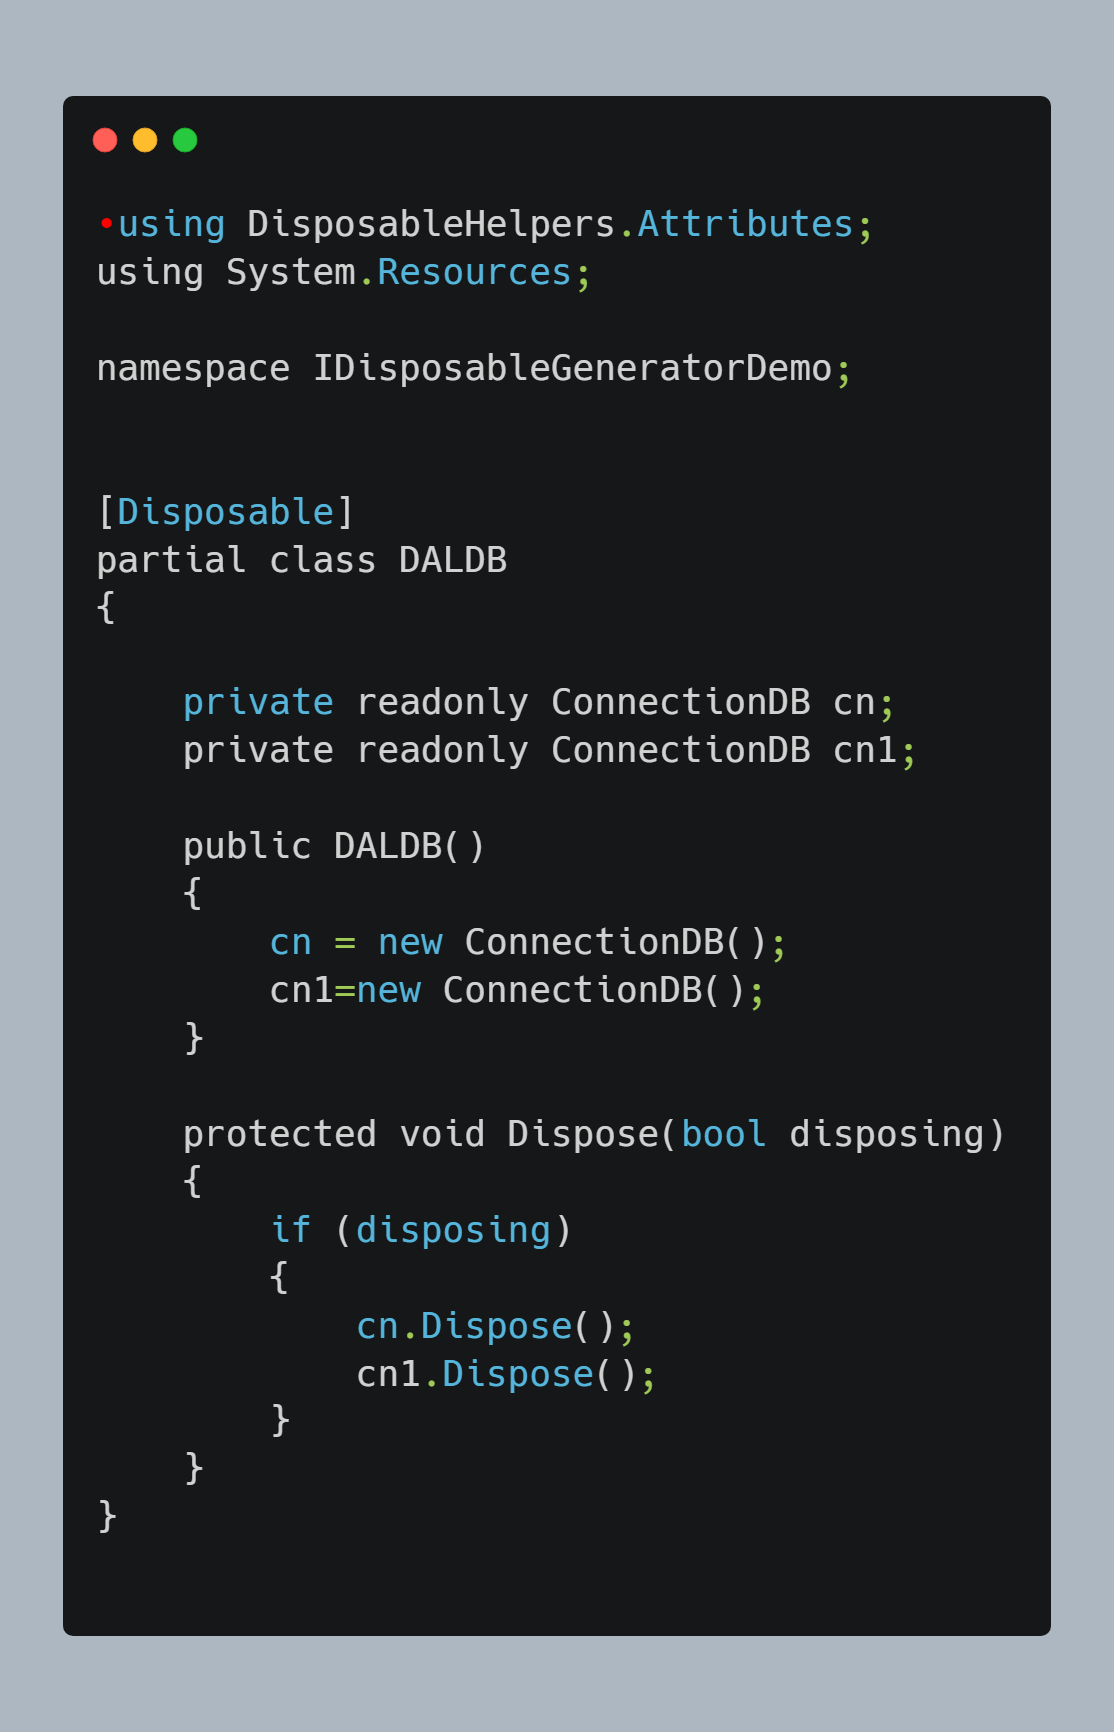 •using DisposableHelpers.Attributes;
using System.Resources;

namespace IDisposableGeneratorDemo;


[Disposable]
partial class DALDB
{

    private readonly ConnectionDB cn;
    private readonly ConnectionDB cn1;

    public DALDB()
    {
        cn = new ConnectionDB();
        cn1=new ConnectionDB();
    }

    protected void Dispose(bool disposing)
    {
        if (disposing)
        {
            cn.Dispose();
            cn1.Dispose();
        }
    }
}